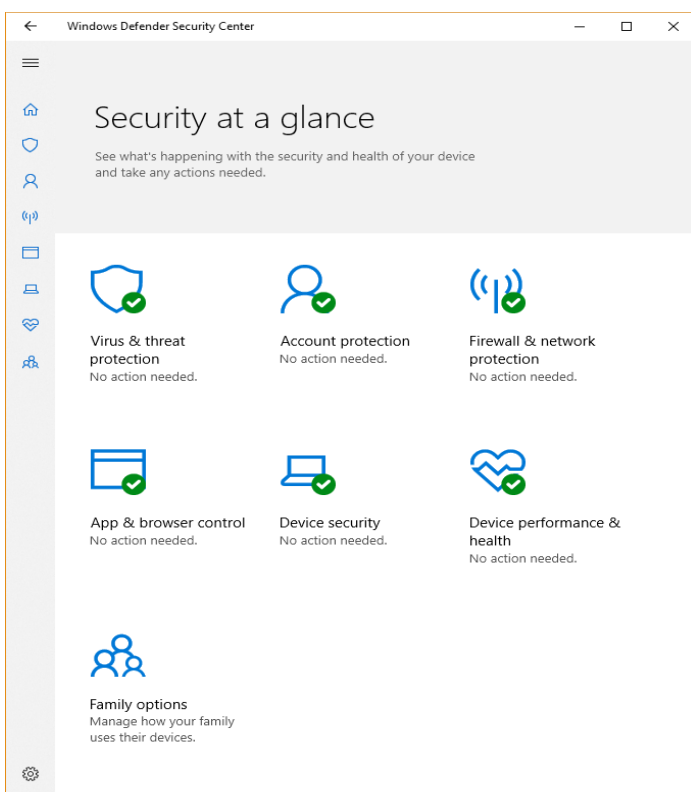 Windows Defender Security Center
Security at a glance
See what's happening with the security and health of your device
and take any actions needed.
Virus & threat
protection
No action needed.
Account protection
No action needed.
Firewall & network
protection
No action needed.
App & browser control
No action needed.
Device security
No action needed.
Device performance &
health
No action needed.
Family options
Manage how your family
uses their devices.